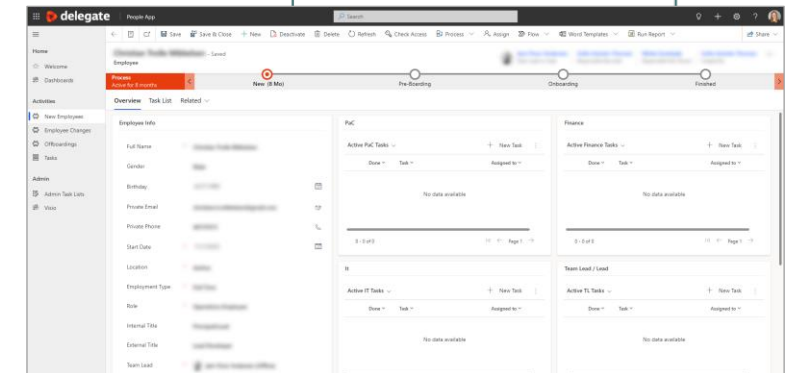 delegate People App Search
Save Save & Close New Deactivate Delete Refresh Check Access Process Assign Flow Word Templates Run Report Share
- Saved
Employee
Home
Welcome
Dashboards
Activities
New Employees
Employee Changes
Offboardings
Tasks
Admin
Admin Task Lists
Visio
Process
Active for 8 months
New (8 Mo)
Pre-Boarding
Onboarding
Finished
Overview Task List Related
Employee Info
Full Name
Gender
Birthday
Private Email
Private Phone
Start Date
Location
Employment Type
Role
Internal Title
External Title
Team Lead
PaC
Active PaC Tasks + New Task
Done Task Assigned to
No data available
0 - 0 of 0 Page 1
Finance
Active Finance Tasks + New Task
Done Task Assigned to
No data available
0 - 0 of 0 Page 1
IT
Active IT Tasks + New Task
Done Task Assigned to
No data available
Team Lead / Lead
Active TL Tasks + New Task
Done Task Assigned to
No data available